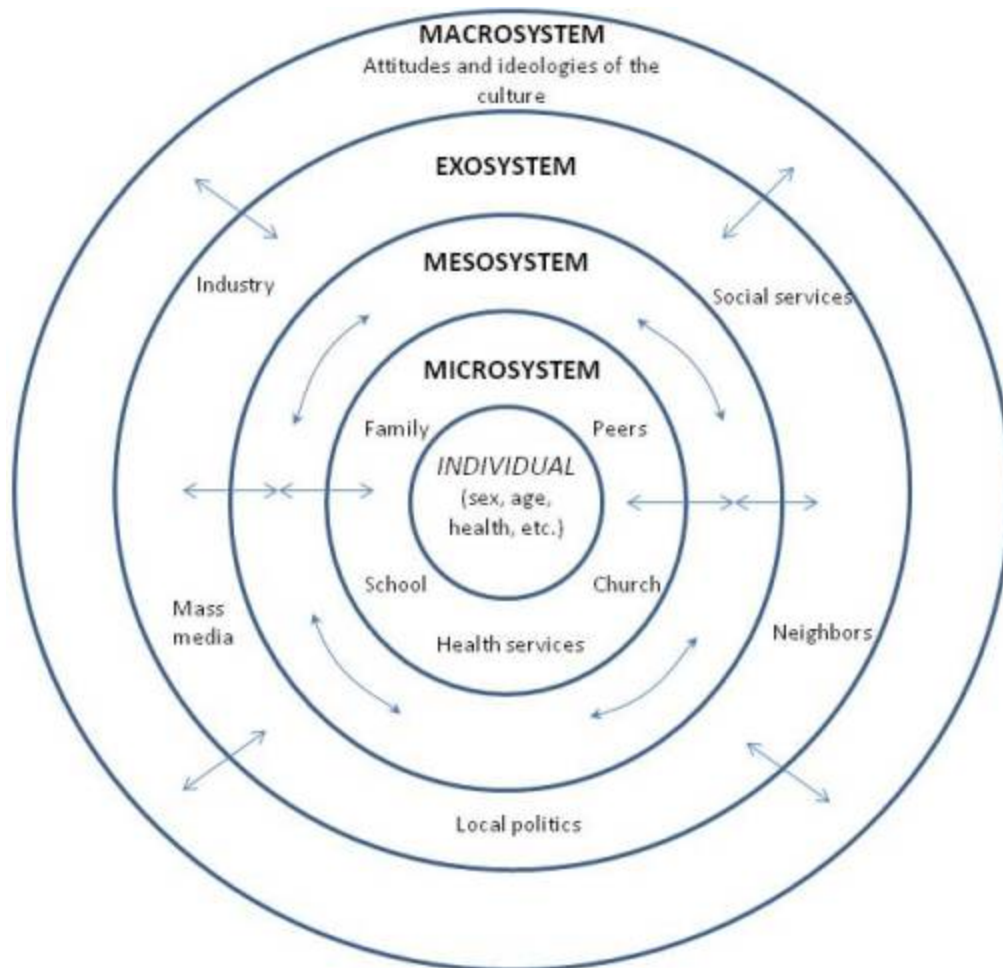 MACROSYSTEM
Attitudes and ideologies of the
culture
EXOSYSTEM
MESOSYSTEM
Industry
Social services
MICROSYSTEM
Family
Peers
INDIVIDUAL
(sex, age,
health, etc.)
School
Church
Mass
media
Neighbors
Health services
Local politics